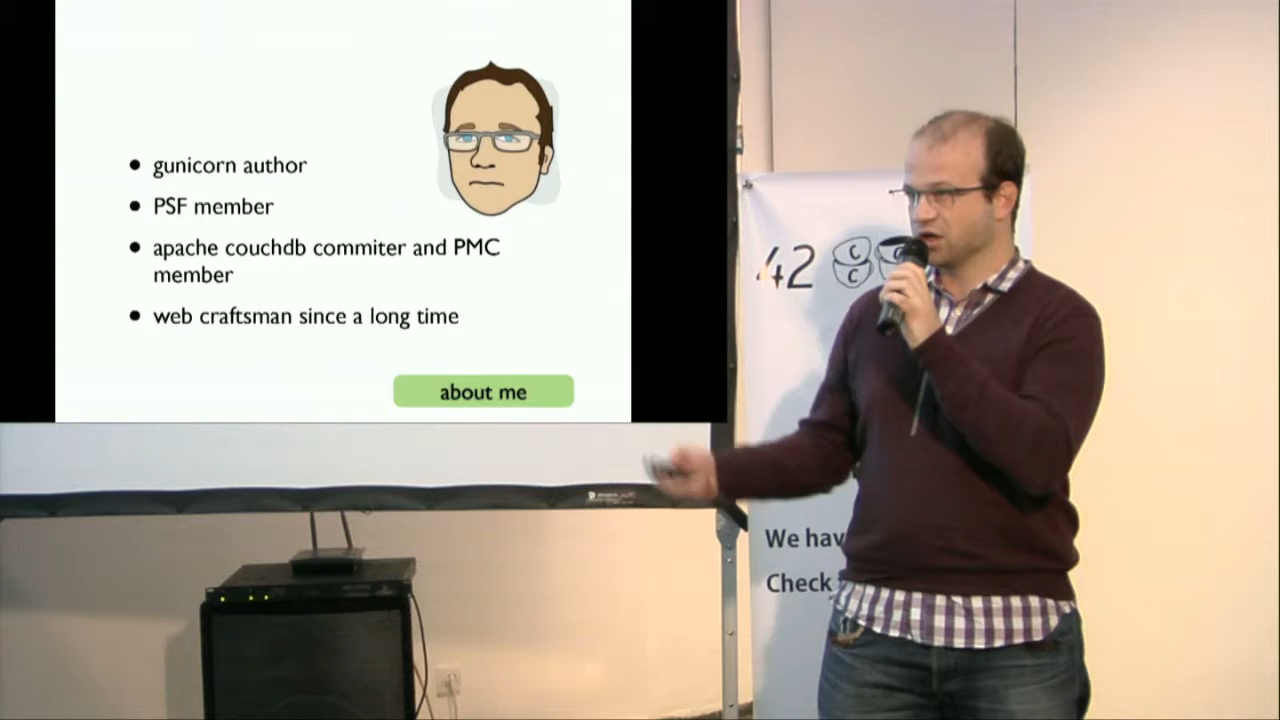 gunicorn author
PSF member
apache couchdb commiter and PMC
member
web craftsman since a long time
about me
42
C
C
C
We hav
Check